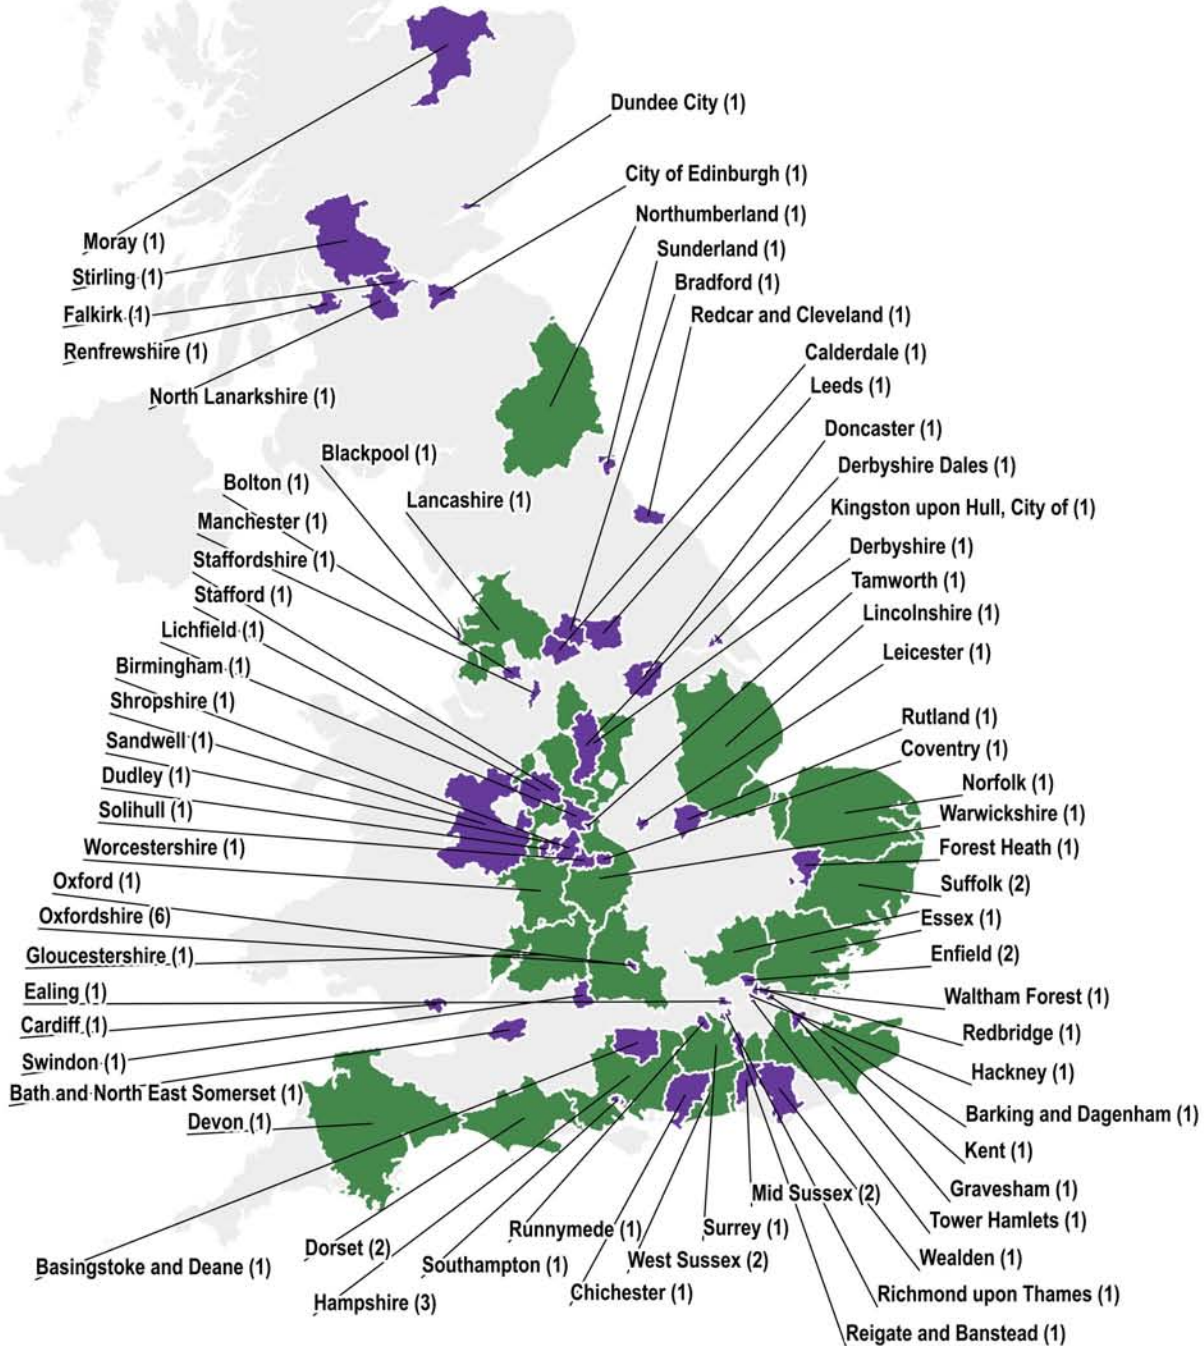 Dundee City (1)
City of Edinburgh (1)
Northumberland (1)
Moray (1)
Sunderland (1)
Stirling (1)
Bradford (1)
Falkirk (1)
Redcar and Cleveland (1)
Renfrewshire (1)
Calderdale (1)
Leeds (1)
North Lanarkshire (1)
Doncaster (1)
Blackpool (1)
Derbyshire Dales (1)
Bolton (1)
Lancashire (1)
Kingston upon Hull, City of (1)
Manchester (1)
Derbyshire (1)
Staffordshire (1)
Tamworth (1)
Stafford (1)
Lincolnshire (1)
Lichfield (1)
Leicester (1)
Birmingham (1)
Shropshire (1)
Rutland (1)
Sandwell (1)
Coventry (1)
Dudley (1)
Norfolk (1)
Solihull (1)
Warwickshire (1)
Worcestershire (1)
Forest Heath (1)
Oxford (1)
Suffolk (2)
Oxfordshire (6)
Essex (1)
Gloucestershire (1)
Enfield (2)
Ealing (1)
Waltham Forest (1)
Cardiff (1)
Redbridge (1)
Swindon (1)
Hackney (1)
Bath and North East Somerset (1)
Devon (1)
Barking and Dagenham (1)
Kent (1)
Mid Sussex (2)
Gravesham (1)
Runnymede (1)
Surrey (1)
Tower Hamlets (1)
Dorset (2)
West Sussex (2)
Wealden (1)
Basingstoke and Deane (1)
Southampton (1)
Chichester (1)
Richmond upon Thames (1)
Hampshire (3)
Reigate and Banstead (1)